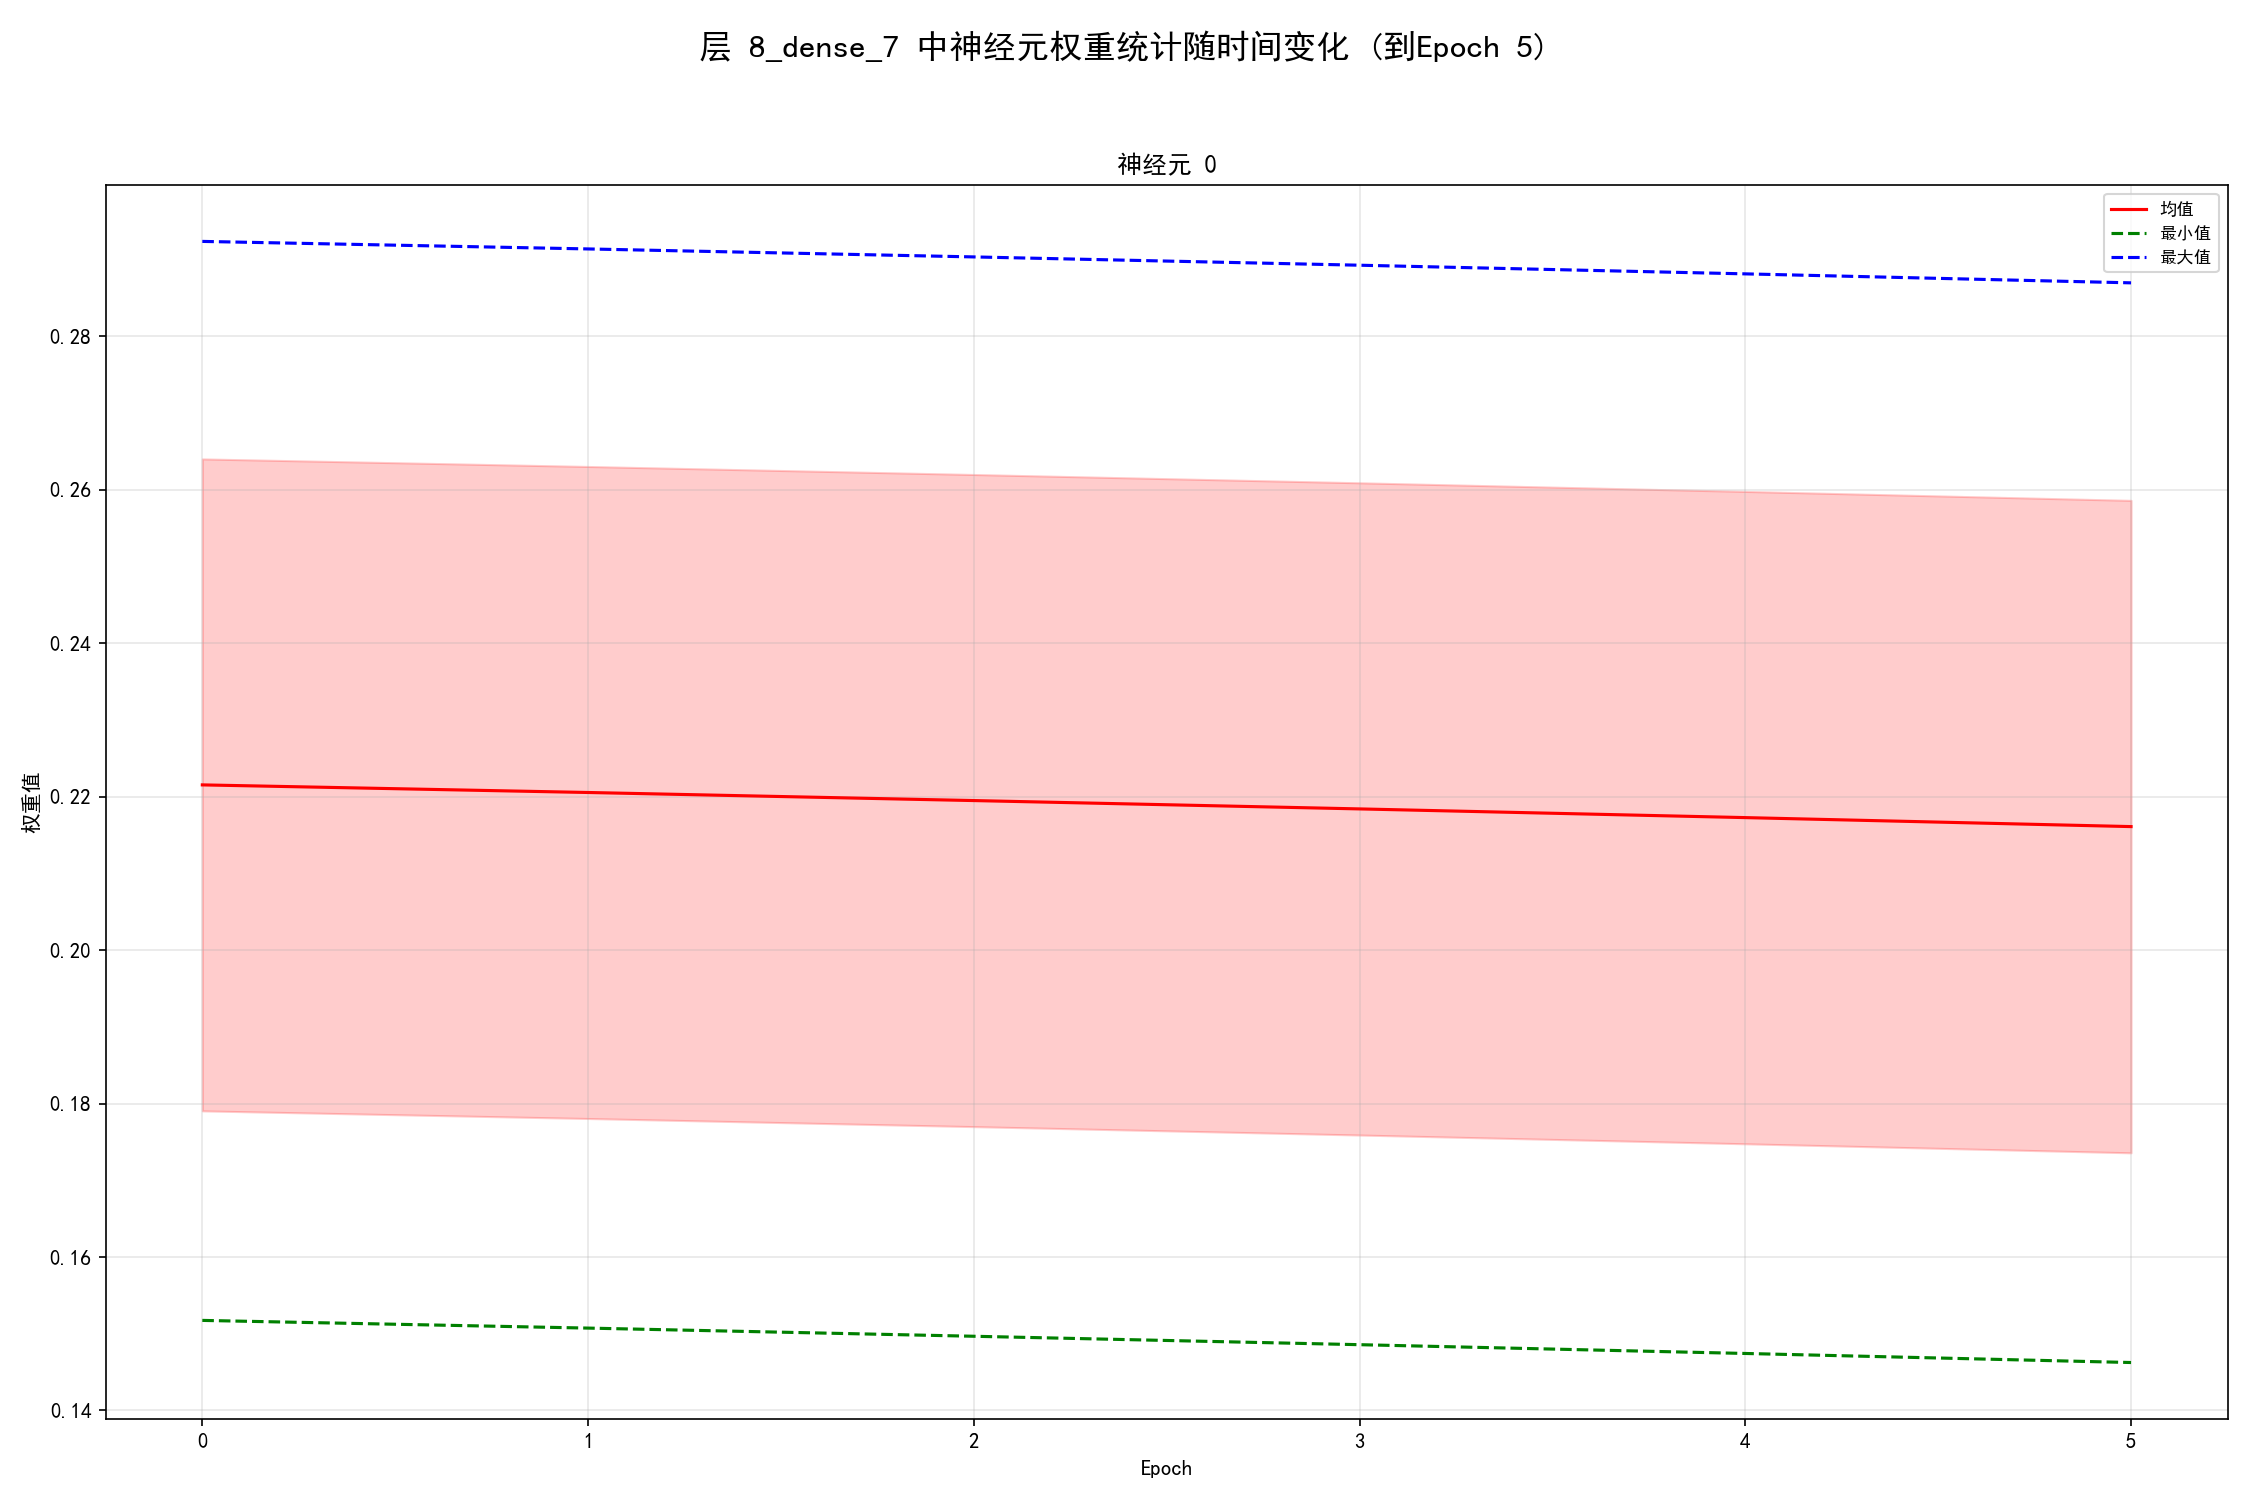 层 8_dense_7 中神经元权重统计随时间变化 (到Epoch 5)
神经元 0
均值
最小值
最大值
权重值
0.28
0.26
0.24
0.22
0.20
0.18
0.16
0.14
0 1 2 3 4 5
Epoch